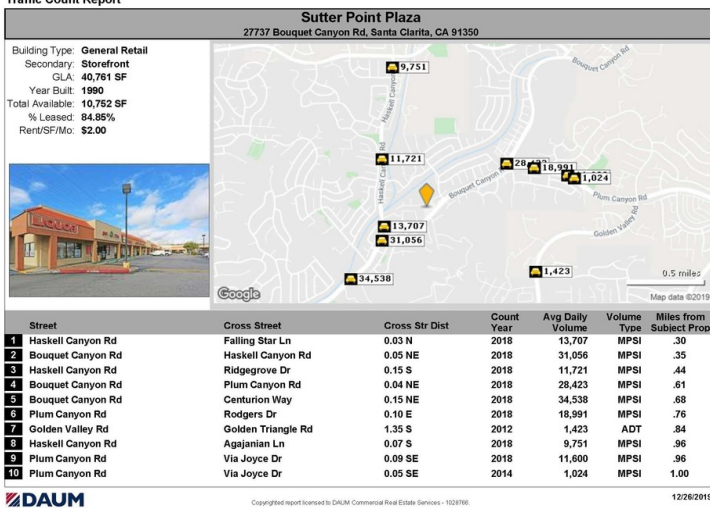 Traffic Count Report
Sutter Point Plaza
27737 Bouquet Canyon Rd, Santa Clarita, CA 91350
Building Type: General Retail
Secondary: Storefront
GLA: 40,761 SF
Year Built: 1990
Total Available: 10,752 SF
% Leased: 84.85%
Rent/SF/Mo: $2.00
LIQUOR
9,751
Bouquet Canyon Rd
Haskell Canyon
11,721
Haskell Can
Rd
18,991
1,024
Bouquet Canyon
Plum Canyon Rd
Golden Valley Rd
13,707
31,056
34,538
1,423
0.5 miles
Google
Map data ©2019
Street Cross Street Cross Str Dist Count Year Avg Daily Volume Volume Type Miles from Subject Prop
1 Haskell Canyon Rd Falling Star Ln 0.03 N 2018 13,707 MPSI .30
2 Bouquet Canyon Rd Haskell Canyon Rd 0.05 NE 2018 31,056 MPSI .35
3 Haskell Canyon Rd Ridgegrove Dr 0.15 S 2018 11,721 MPSI .44
4 Bouquet Canyon Rd Plum Canyon Rd 0.04 NE 2018 28,423 MPSI .61
5 Bouquet Canyon Rd Centurion Way 0.15 NE 2018 34,538 MPSI .68
6 Plum Canyon Rd Rodgers Dr 0.10 E 2018 18,991 MPSI .76
7 Golden Valley Rd Golden Triangle Rd 1.35 S 2012 1,423 ADT .84
8 Haskell Canyon Rd Agajanian Ln 0.07 S 2018 9,751 MPSI .96
9 Plum Canyon Rd Via Joyce Dr 0.09 SE 2018 11,600 MPSI .96
10 Plum Canyon Rd Via Joyce Dr 0.05 SE 2014 1,024 MPSI 1.00
DAUM
Copyrighted report licensed to DAUM Commercial Real Estate Services - 1028766.
12/26/2019